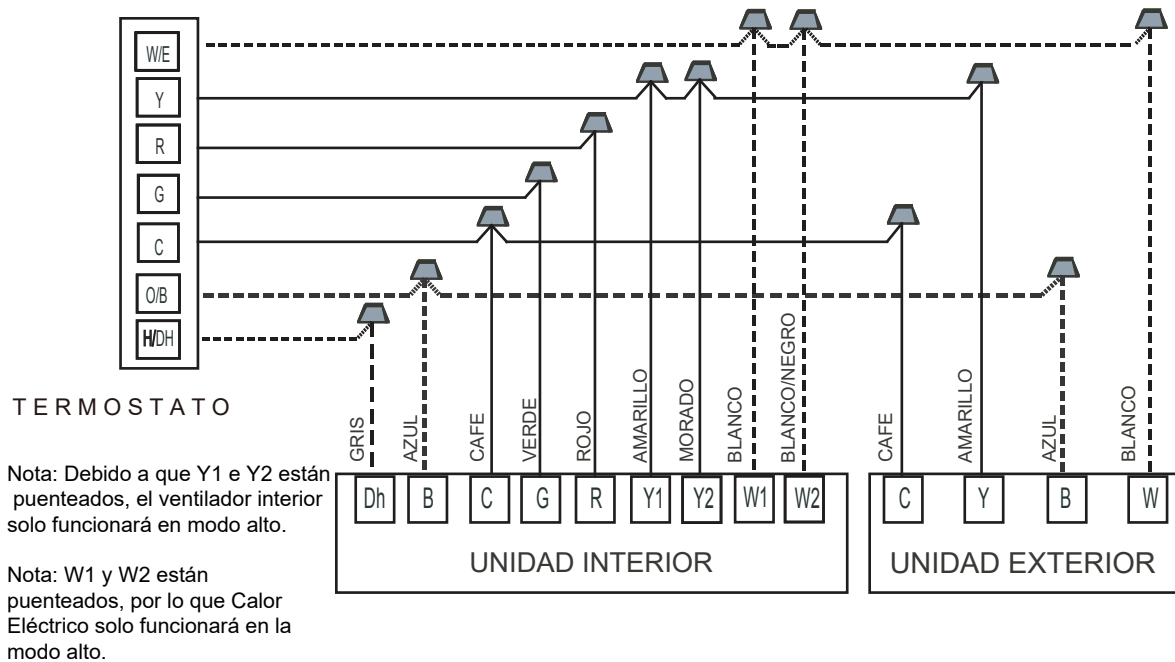 W/E
Y
R
G
C
O/B
H/DH
TERMOSTATO
Nota: Debido a que Y1 e Y2 están
puenteados, el ventilador interior
solo funcionará en modo alto.
Nota: W1 y W2 están
puenteados, por lo que Calor
Eléctrico solo funcionará en la
modo alto.
GRIS
AZUL
CAFE
VERDE
ROJO
AMARILLO
MORADO
BLANCO
BLANCO/NEGRO
Dh B C G R Y1 Y2 W1 W2
UNIDAD INTERIOR
CAFE
AMARILLO
AZUL
BLANCO
C Y B W
UNIDAD EXTERIOR